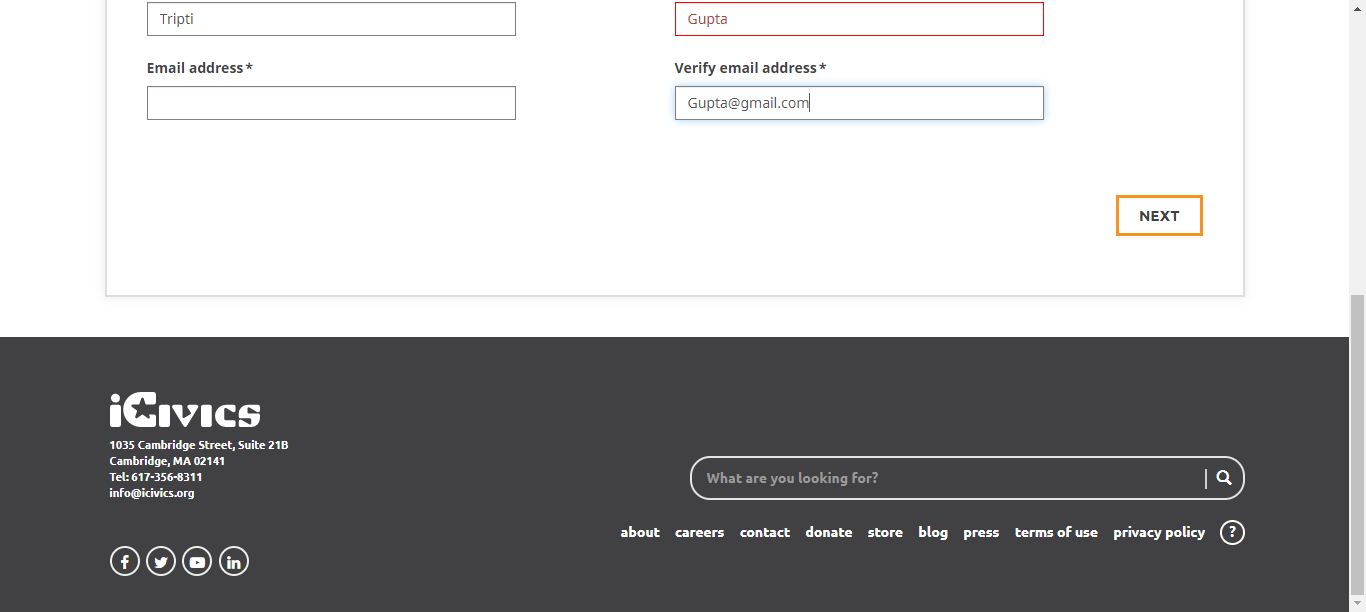 Tripti
Gupta
Email address*
Verify email address*
Gupta@gmail.com
NEXT
iCivics
1035 Cambridge Street, Suite 21B
Cambridge, MA 02141
Tel: 617-356-8311
info@icivics.org
What are you looking for?
about careers contact donate store blog press terms of use privacy policy ?
f in